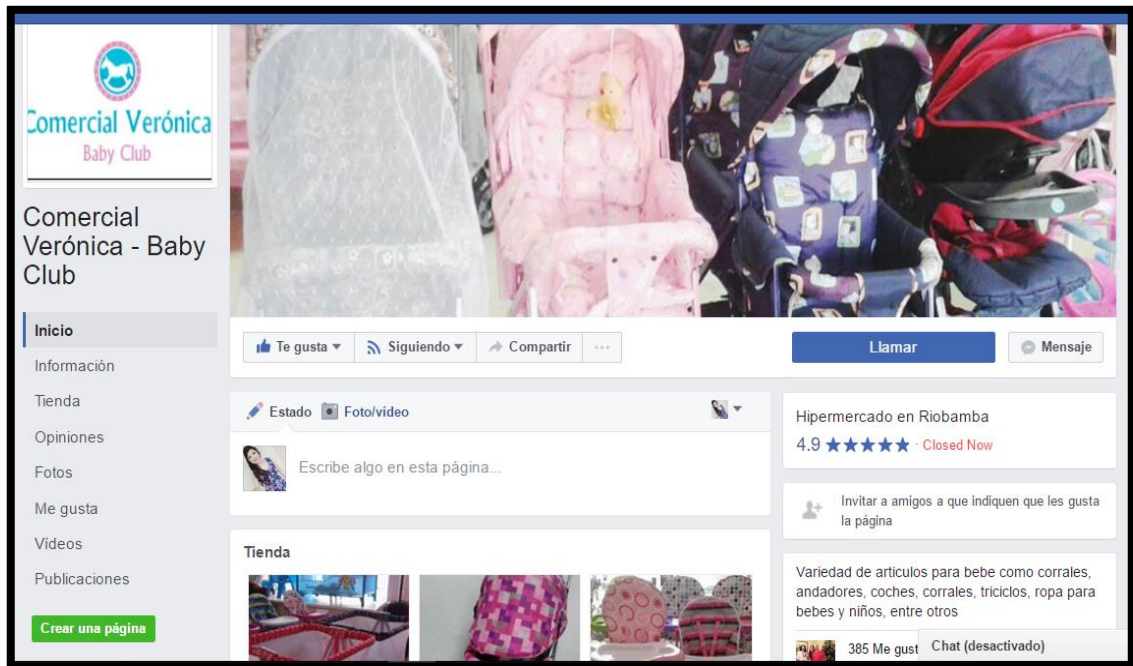 Comercial Verónica
Baby Club
Comercial
Verónica - Baby
Club
Inicio
Información
Tienda
Opiniones
Fotos
Me gusta
Vídeos
Publicaciones
Crear una página
Te gusta
Siguiendo
Compartir
Llamar
Mensaje
Estado
Foto/vídeo
Escribe algo en esta página...
Tienda
Hipermercado en Riobamba
4.9 ★★★★★ · Closed Now
Invitar a amigos a que indiquen que les gusta
la página
Variedad de articulos para bebe como corrales,
andadores, coches, corrales, triciclos, ropa para
bebes y niños, entre otros
385 Me gust
Chat (desactivado)